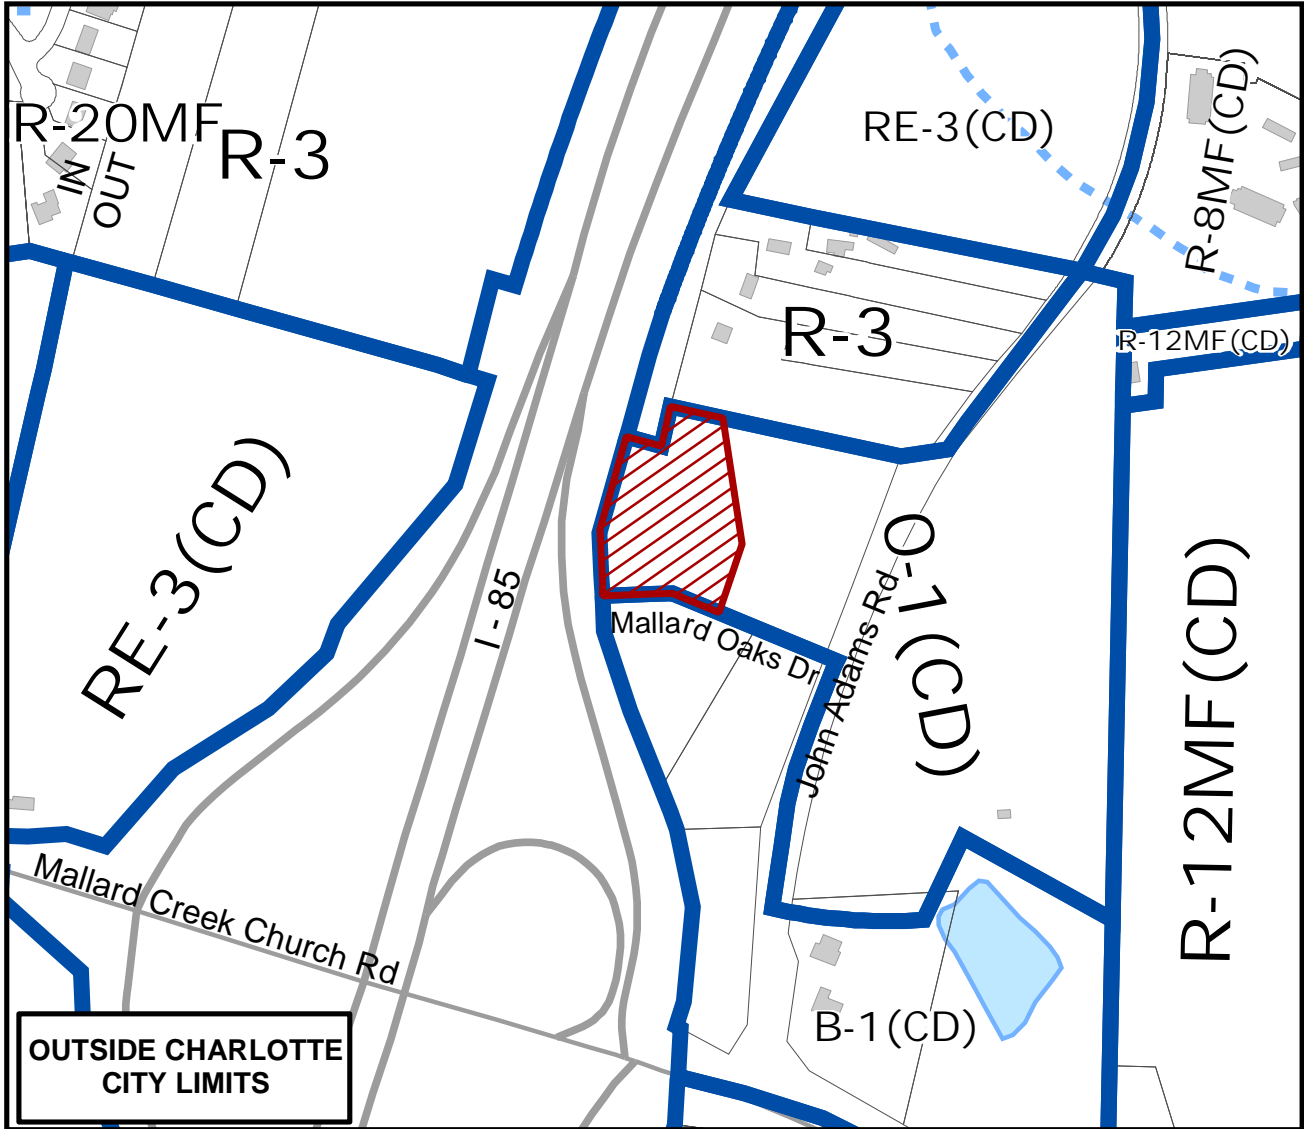 R-20MF
R-3
IN
OUT
RE-3(CD)
R-8MF(CD)
R-3
R-12MF(CD)
RE-3(CD)
I - 85
Mallard Oaks Dr
John Adams Rd
O-1(CD)
R-12MF(CD)
Mallard Creek Church Rd
B-1(CD)
OUTSIDE CHARLOTTE
CITY LIMITS